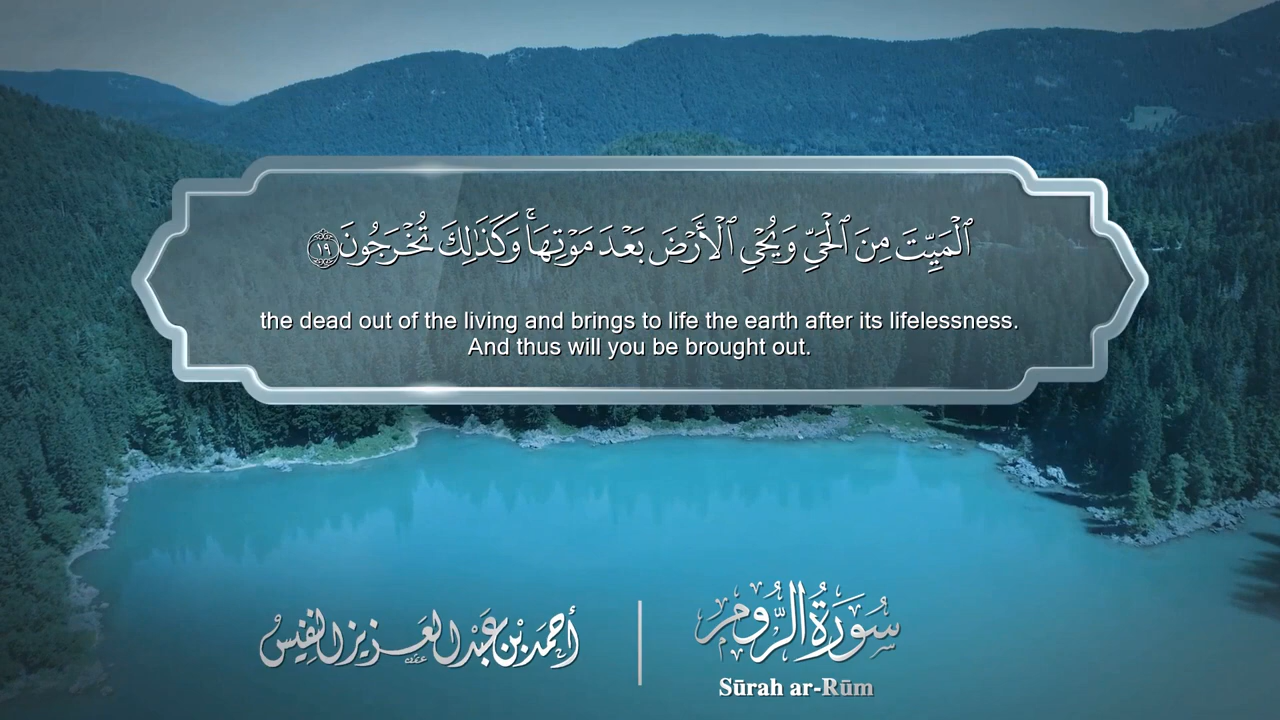 ٱلْمَيِّتَ مِنَ ٱلْحَىِّ وَيُحْىِ ٱلْأَرْضَ بَعْدَ مَوْتِهَا ۚ وَكَذَٰلِكَ تُخْرَجُونَ ١٩
the dead out of the living and brings to life the earth after its lifelessness.
And thus will you be brought out.
سُورَةُ الرُّومِ
Sūrah ar-Rūm
أحمد بن عبد العزيز النفيس